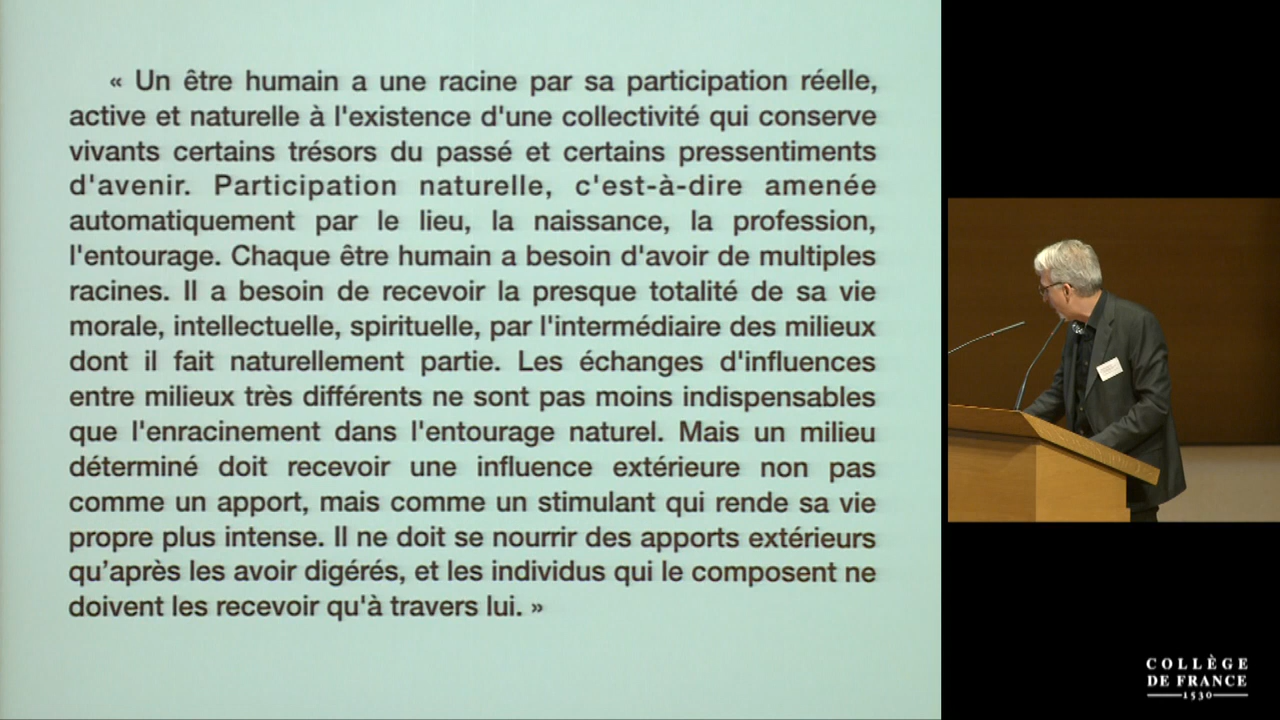 « Un être humain a une racine par sa participation réelle,
active et naturelle à l'existence d'une collectivité qui conserve
vivants certains trésors du passé et certains pressentiments
d'avenir. Participation naturelle, c'est-à-dire amenée
automatiquement par le lieu, la naissance, la profession,
l'entourage. Chaque être humain a besoin d'avoir de multiples
racines. Il a besoin de recevoir la presque totalité de sa vie
morale, intellectuelle, spirituelle, par l'intermédiaire des milieux
dont il fait naturellement partie. Les échanges d'influences
entre milieux très différents ne sont pas moins indispensables
que l'enracinement dans l'entourage naturel. Mais un milieu
déterminé doit recevoir une influence extérieure non pas
comme un apport, mais comme un stimulant qui rende sa vie
propre plus intense. Il ne doit se nourrir des apports extérieurs
qu’après les avoir digérés, et les individus qui le composent ne
doivent les recevoir qu'à travers lui. »
COLLÈGE
DE FRANCE
1530